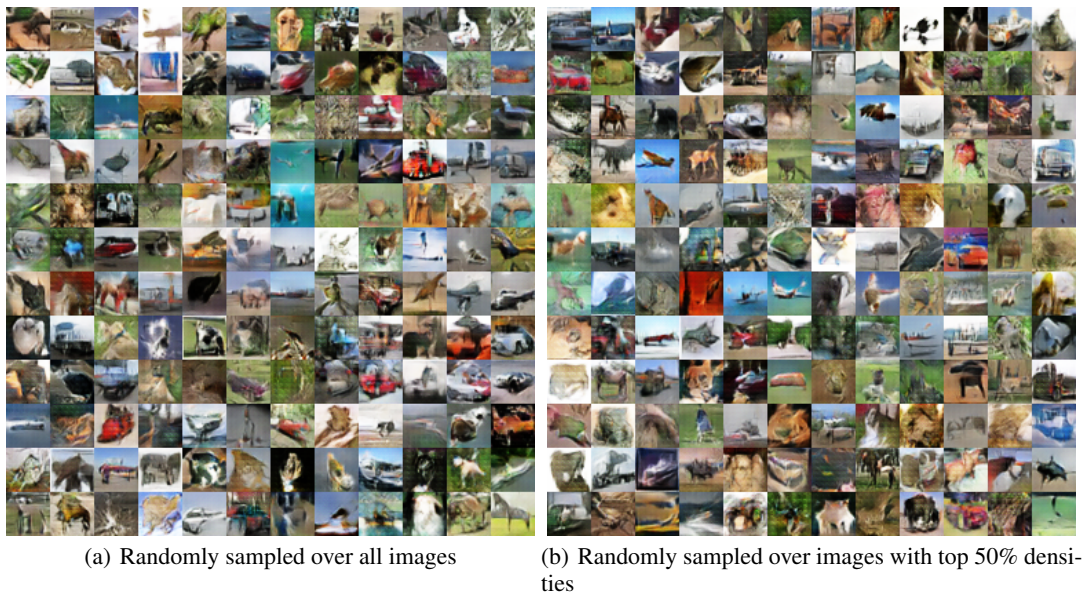 (a) Randomly sampled over all images
(b) Randomly sampled over images with top 50% densi-
ties